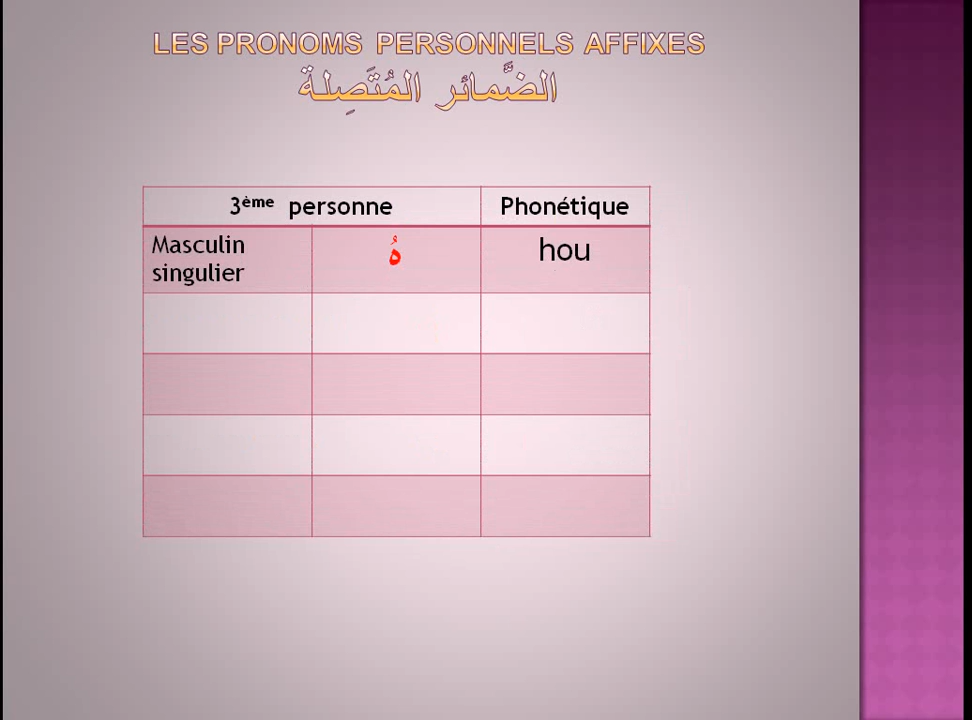 LES PRONOMS PERSONNELS AFFIXES
الضَّمائر المُتَصِلة
3ème personne Phonétique
Masculin singulier هُ hou